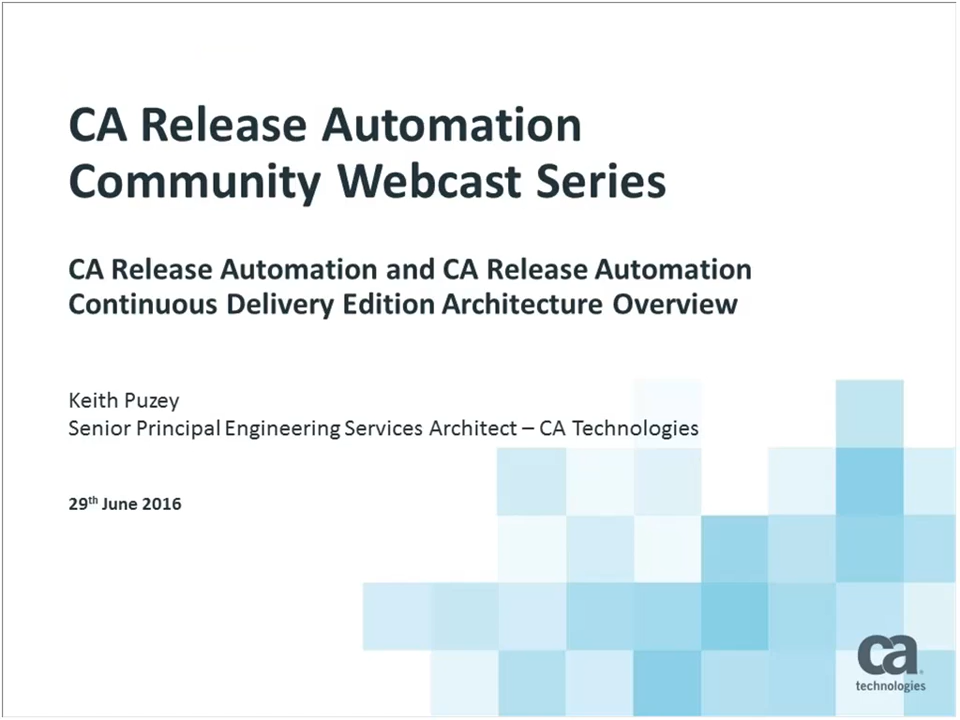 CA Release Automation
Community Webcast Series
CA Release Automation and CA Release Automation
Continuous Delivery Edition Architecture Overview
Keith Puzey
Senior Principal Engineering Services Architect – CA Technologies
29th June 2016
ca
technologies